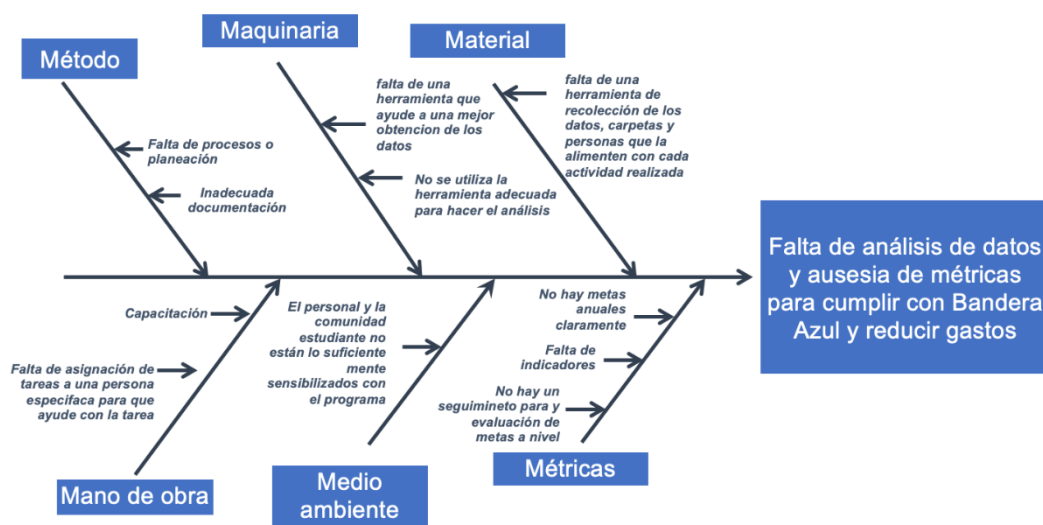 Método
Maquinaria
Material
Falta de procesos o
planeación
Inadecuada
documentación
falta de una
herramienta que
ayude a una mejor
obtencion de los
datos
No se utiliza la
herramienta adecuada
para hacer el análisis
falta de una
herramienta de
recolección de los
datos, carpetas y
personas que la
alimenten con cada
actividad realizada
Falta de análisis de datos
y ausesia de métricas
para cumplir con Bandera
Azul y reducir gastos
Capacitación
Falta de asignación de
tareas a una persona
especifaca para que
ayude con la tarea
El personal y la
comunidad
estudiante no
están lo suficiente
mente
sensibilizados con
el programa
No hay metas
anuales
claramente
Falta de
indicadores
No hay un
seguimineto para y
evaluación de
metas a nivel
Mano de obra
Medio
ambiente
Métricas